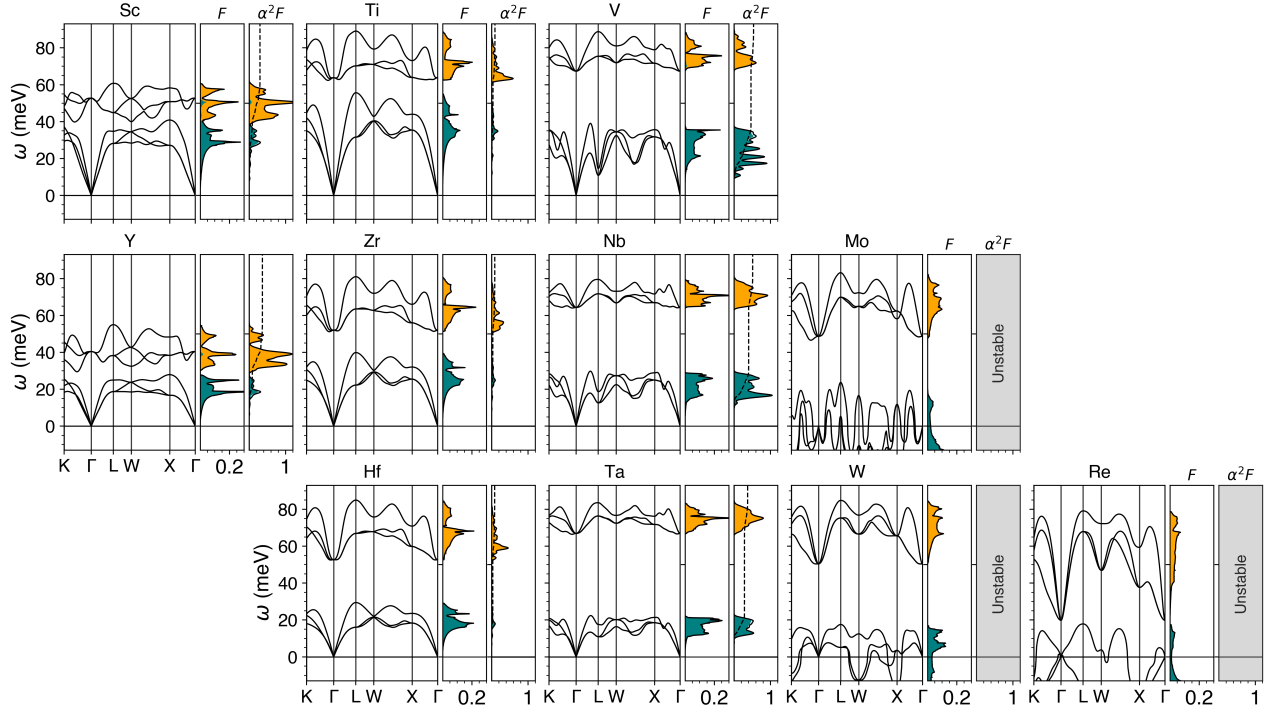 Sc F α²F Ti F α²F V F α²F
80
60
40
20
0
ω (meV)
Y Zr Nb Mo F α²F
80
60
40
20
0
ω (meV)
Unstable
K Γ L W X Γ 0.2 1
Hf Ta W Re F α²F
80
60
40
20
0
ω (meV)
Unstable
Unstable
K Γ L W X Γ 0.2 1 K Γ L W X Γ 0.2 1 K Γ L W X Γ 0.2 1 K Γ L W X Γ 0.2 1